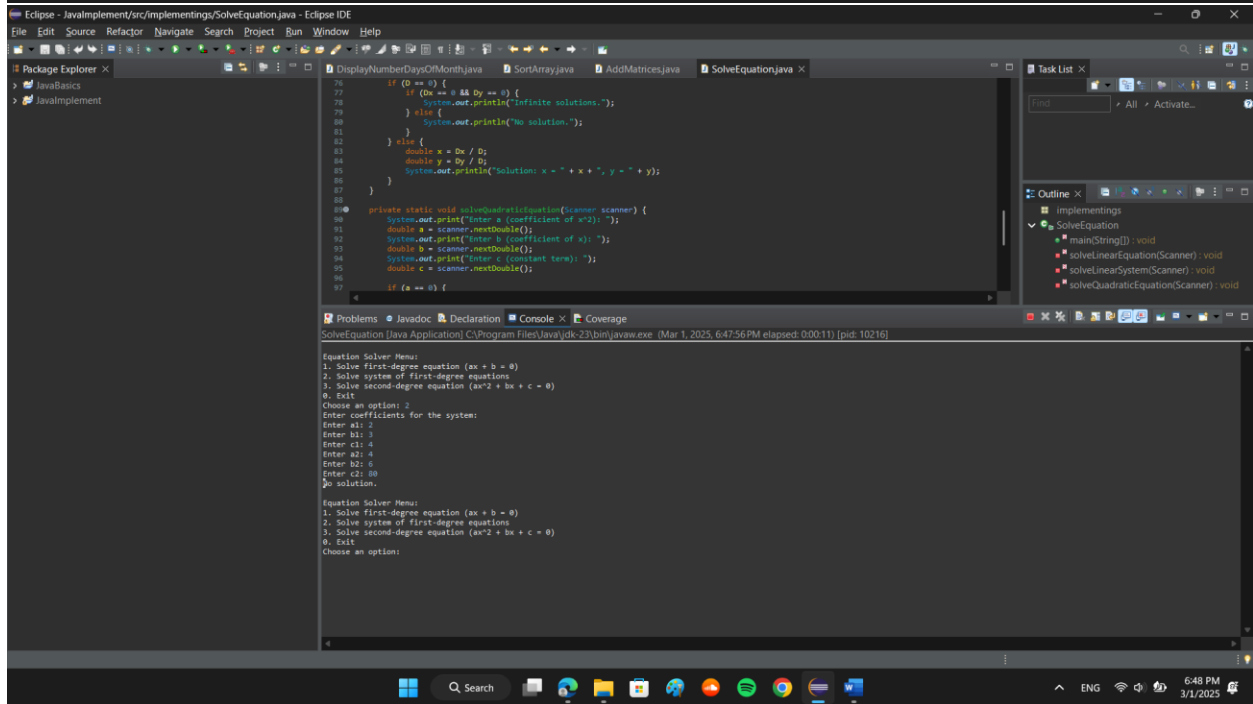 Eclipse - JavaImplement/src/implementings/SolveEquation.java - Eclipse IDE
File Edit Source Refactor Navigate Search Project Run Window Help
Package Explorer
JavaBasics
JavaImplement
DisplayNumberDaysOfMonth.java SortArray.java AddMatrices.java SolveEquation.java
76 if (D == 0) {
77 if (Dx == 0 && Dy == 0) {
78 System.out.println("Infinite solutions.");
79 } else {
80 System.out.println("No solution.");
81 }
82 } else {
83 double x = Dx / D;
84 double y = Dy / D;
85 System.out.println("Solution: x = " + x + ", y = " + y);
86 }
87 }
88
89 private static void solveQuadraticEquation(Scanner scanner) {
90 System.out.print("Enter a (coefficient of x^2): ");
91 double a = scanner.nextDouble();
92 System.out.print("Enter b (coefficient of x): ");
93 double b = scanner.nextDouble();
94 System.out.print("Enter c (constant term): ");
95 double c = scanner.nextDouble();
96
97 if (a == 0) {
Task List
Find All Activate...
Outline
implementings
SolveEquation
main(String[]) : void
solveLinearEquation(Scanner) : void
solveLinearSystem(Scanner) : void
solveQuadraticEquation(Scanner) : void
Problems Javadoc Declaration Console Coverage
SolveEquation [Java Application] C:\Program Files\Java\jdk-23\bin\javaw.exe (Mar 1, 2025, 6:47:56 PM elapsed: 0:00:11) [pid: 10216]
Equation Solver Menu:
1. Solve first-degree equation (ax + b = 0)
2. Solve system of first-degree equations
3. Solve second-degree equation (ax^2 + bx + c = 0)
0. Exit
Choose an option: 2
Enter coefficients for the system:
Enter a1: 2
Enter b1: 3
Enter c1: 4
Enter a2: 4
Enter b2: 6
Enter c2: 80
No solution.
Equation Solver Menu:
1. Solve first-degree equation (ax + b = 0)
2. Solve system of first-degree equations
3. Solve second-degree equation (ax^2 + bx + c = 0)
0. Exit
Choose an option:
Search
ENG
6:48 PM
3/1/2025